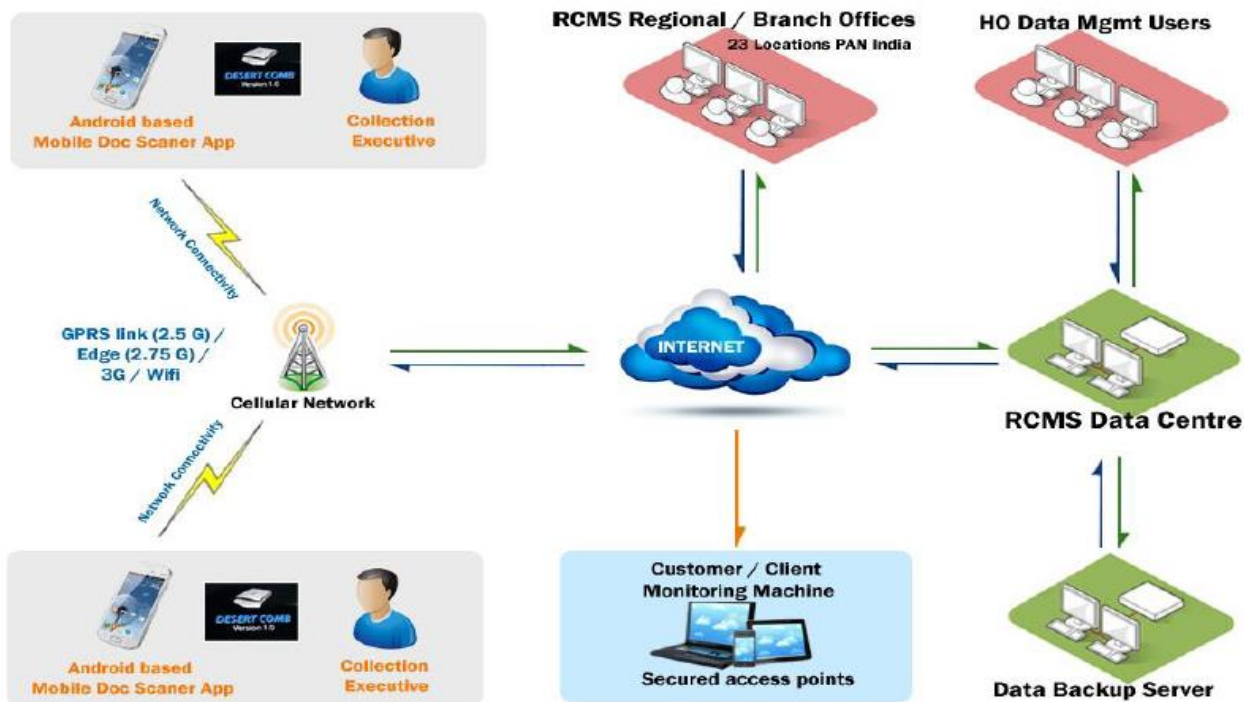 RCMS Regional / Branch Offices
23 Locations PAN India
HO Data Mgmt Users
DESERT COMB
Version 1.0
Android based
Mobile Doc Scaner App
Collection
Executive
Network Connectivity
GPRS link (2.5 G) /
Edge (2.75 G) /
3G / Wifi
Cellular Network
INTERNET
RCMS Data Centre
Network Connectivity
DESERT COMB
Version 1.0
Android based
Mobile Doc Scaner App
Collection
Executive
Customer / Client
Monitoring Machine
Secured access points
Data Backup Server